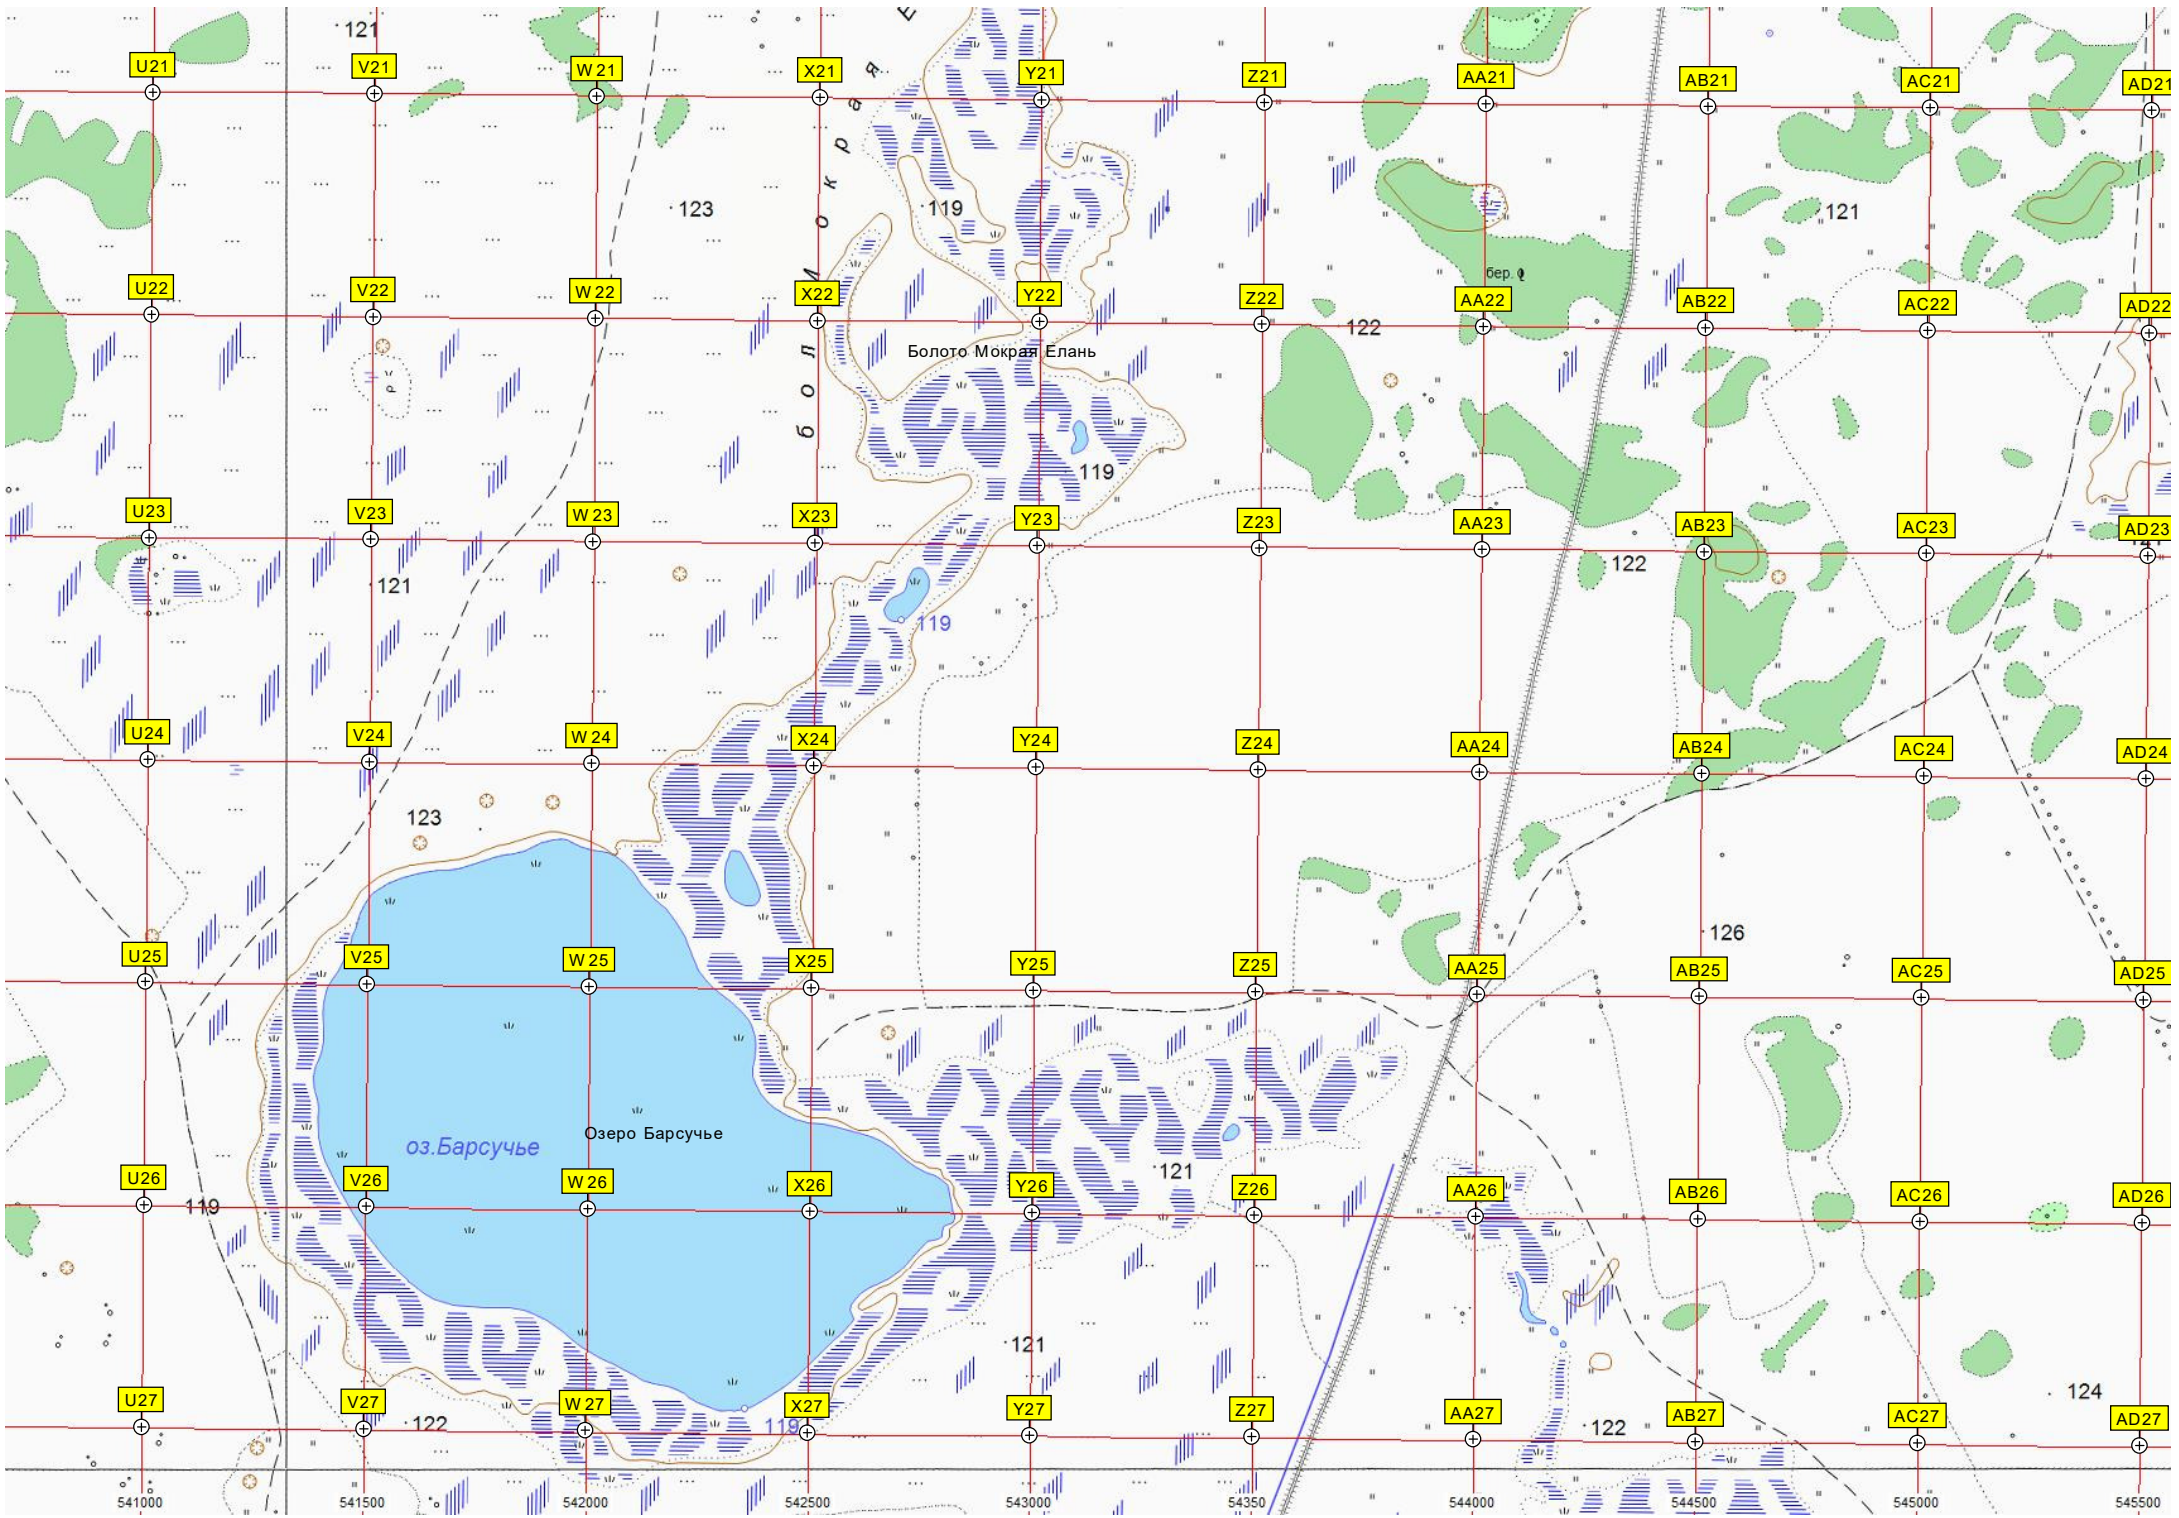 121
U21 V21 W21 X21 Y21 Z21 AA21 AB21 AC21 AD21
болото Мокрая Е
123
119
121
бер.
U22 V22 W22 X22 Y22 Z22 AA22 AB22 AC22 AD22
122
Болото Мокрая Елань
119
U23 V23 W23 X23 Y23 Z23 AA23 AB23 AC23 AD23
121
122
119
U24 V24 W24 X24 Y24 Z24 AA24 AB24 AC24 AD24
123
126
U25 V25 W25 X25 Y25 Z25 AA25 AB25 AC25 AD25
Озеро Барсучье
оз.Барсучье
121
U26 V26 W26 X26 Y26 Z26 AA26 AB26 AC26 AD26
119
121
124
U27 V27 W27 X27 Y27 Z27 AA27 AB27 AC27 AD27
122
119
122
541000 541500 542000 542500 543000 54350 544000 544500 545000 545500